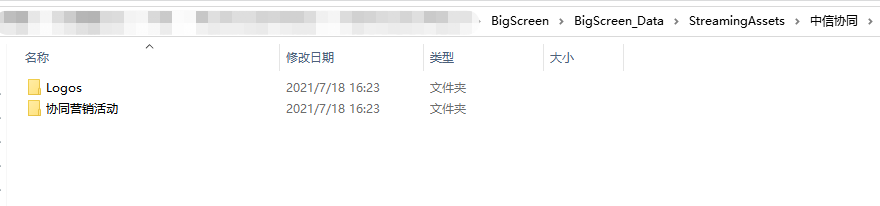 BigScreen > BigScreen_Data > StreamingAssets > 中信协同 >
名称 修改日期 类型 大小
Logos 2021/7/18 16:23 文件夹
协同营销活动 2021/7/18 16:23 文件夹